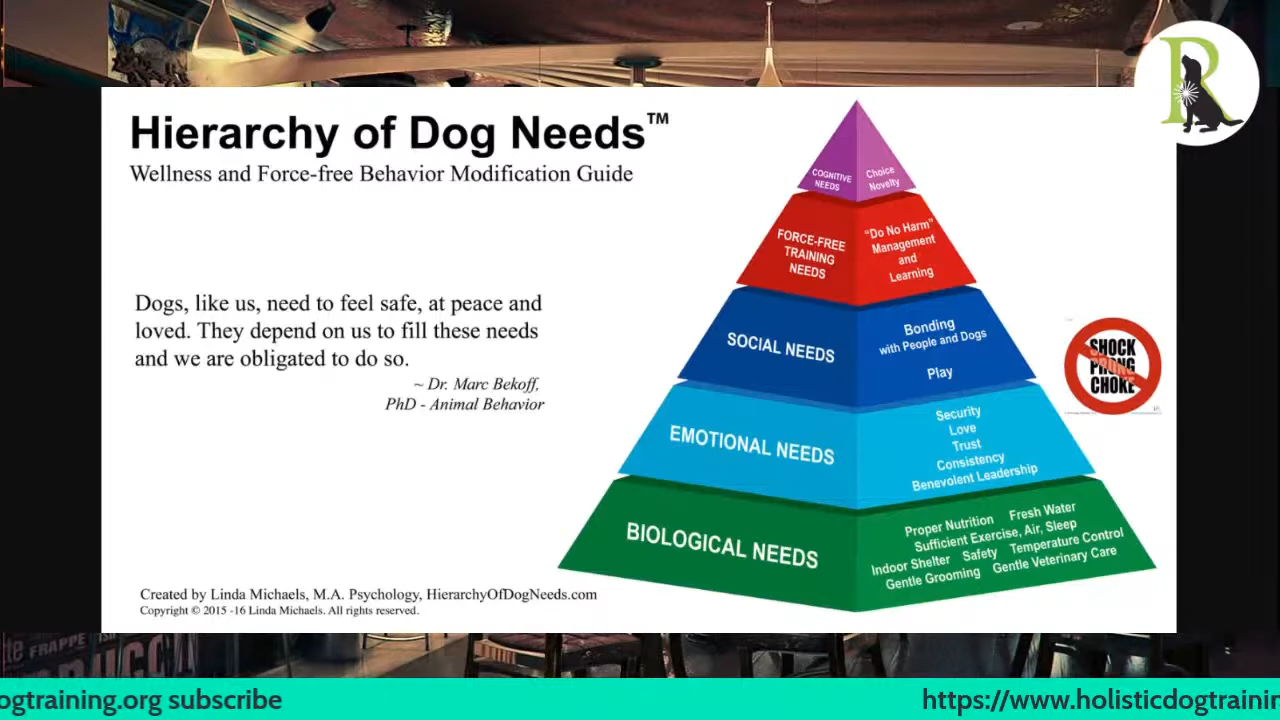 Hierarchy of Dog Needs™
Wellness and Force-free Behavior Modification Guide
Dogs, like us, need to feel safe, at peace and
loved. They depend on us to fill these needs
and we are obligated to do so.
~ Dr. Marc Bekoff,
PhD - Animal Behavior
COGNITIVE
NEEDS
Choice
Novelty
FORCE-FREE
TRAINING
NEEDS
"Do No Harm"
Management
and
Learning
SOCIAL NEEDS
Bonding
with People and Dogs
Play
EMOTIONAL NEEDS
Security
Love
Trust
Consistency
Benevolent Leadership
BIOLOGICAL NEEDS
Proper Nutrition Fresh Water
Sufficient Exercise, Air, Sleep
Indoor Shelter Safety Temperature Control
Gentle Grooming Gentle Veterinary Care
SHOCK
PRONG
CHOKE
R
Created by Linda Michaels, M.A. Psychology, HierarchyOfDogNeeds.com
Copyright © 2015 -16 Linda Michaels. All rights reserved.
FRAPPE
ogtraining.org subscribe
https://www.holisticdogtrainin